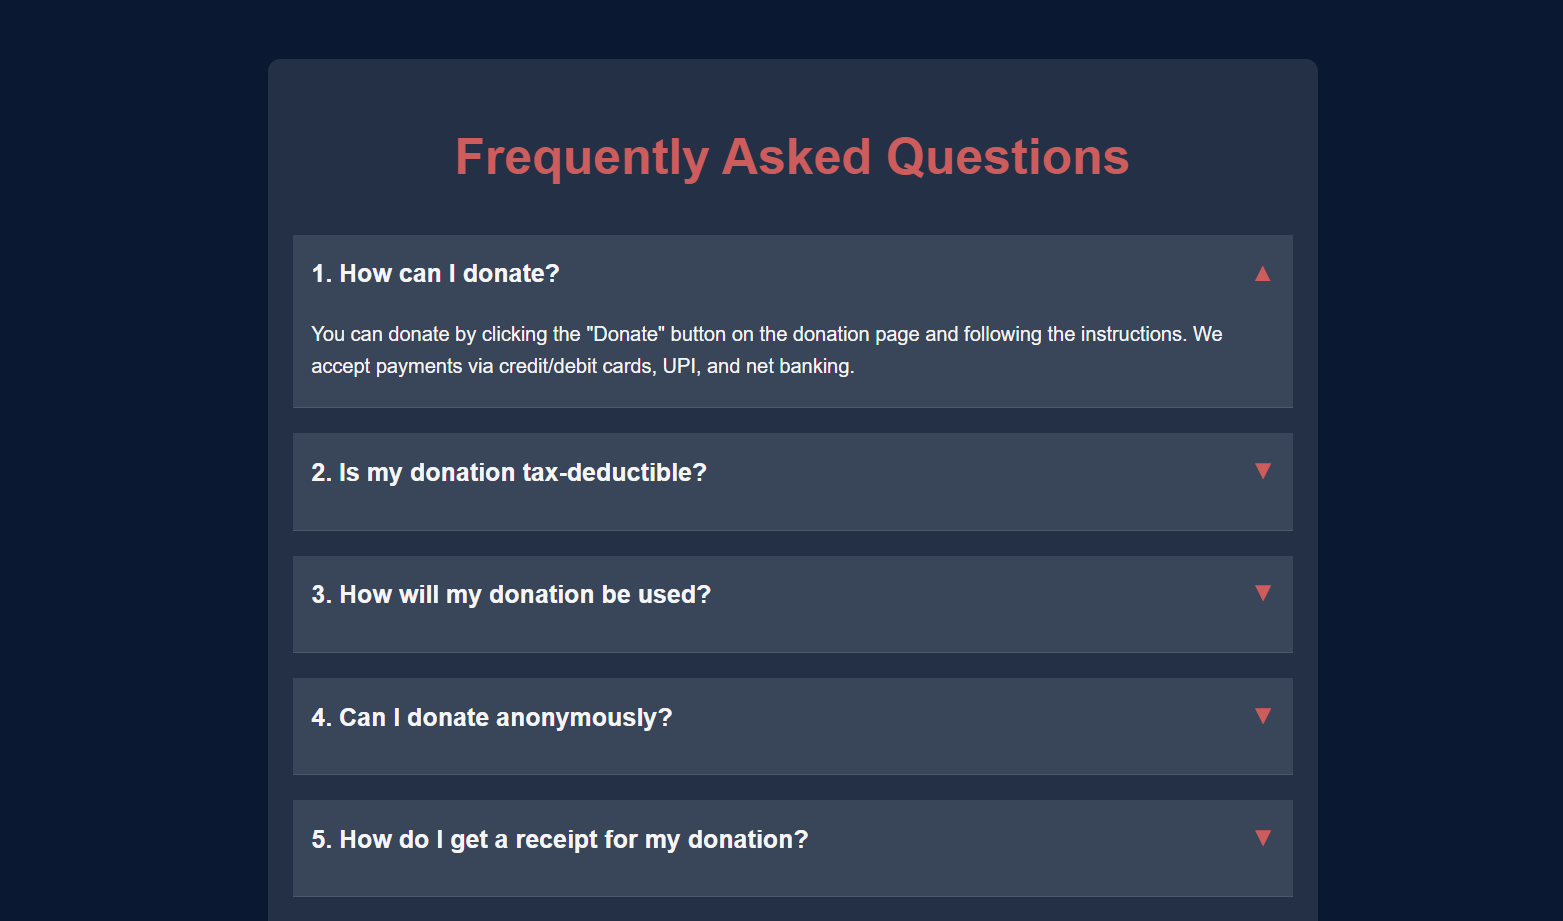 Frequently Asked Questions
1. How can I donate? ▲
You can donate by clicking the "Donate" button on the donation page and following the instructions. We
accept payments via credit/debit cards, UPI, and net banking.
2. Is my donation tax-deductible? ▼
3. How will my donation be used? ▼
4. Can I donate anonymously? ▼
5. How do I get a receipt for my donation? ▼